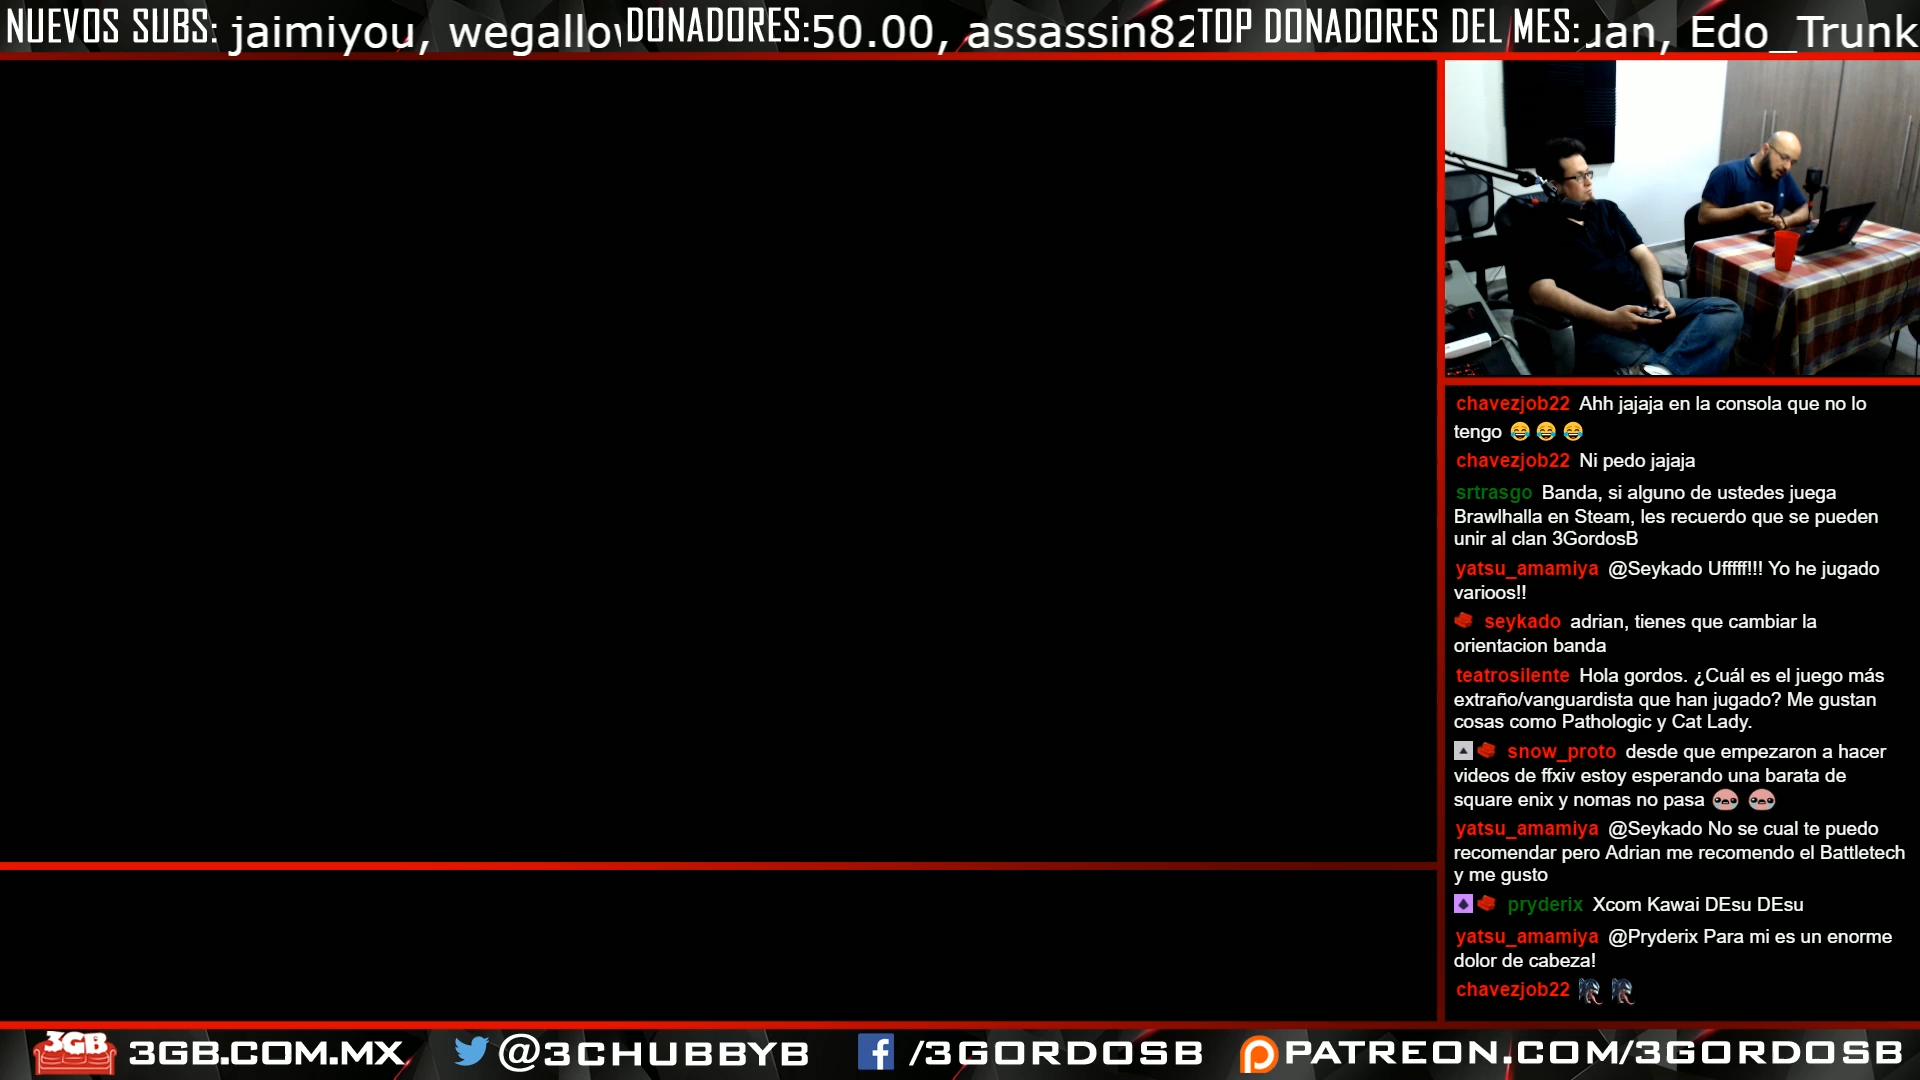 NUEVOS SUBS: jaimiyou, wegallo
DONADORES: 50.00, assassin82
TOP DONADORES DEL MES: uan, Edo_Trunk
chavezjob22 Ahh jajaja en la consola que no lo
tengo 😂 😂 😂
chavezjob22 Ni pedo jajaja
srtrasgo Banda, si alguno de ustedes juega
Brawlhalla en Steam, les recuerdo que se pueden
unir al clan 3GordosB
yatsu_amamiya @Seykado Ufffff!!! Yo he jugado
varioos!!
seykado adrian, tienes que cambiar la
orientacion banda
teatrosilente Hola gordos. ¿Cuál es el juego más
extraño/vanguardista que han jugado? Me gustan
cosas como Pathologic y Cat Lady.
snow_proto desde que empezaron a hacer
videos de ffxiv estoy esperando una barata de
square enix y nomas no pasa
yatsu_amamiya @Seykado No se cual te puedo
recomendar pero Adrian me recomendo el Battletech
y me gusto
pryderix Xcom Kawai DEsu DEsu
yatsu_amamiya @Pryderix Para mi es un enorme
dolor de cabeza!
chavezjob22
3GB 3GB.COM.MX
@3CHUBBYB
/3GORDOSB
PATREON.COM/3GORDOSB